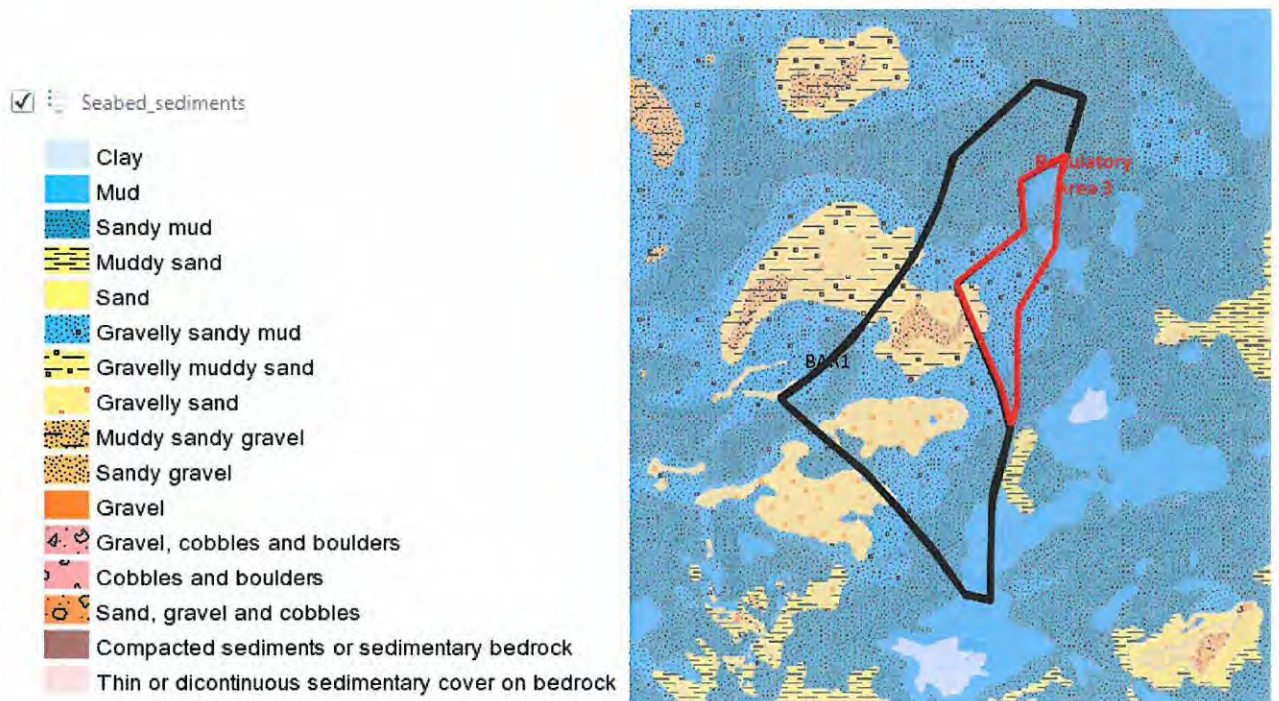 Seabed_sediments
Clay
Mud
Sandy mud
Muddy sand
Sand
Gravelly sandy mud
Gravelly muddy sand
Gravelly sand
Muddy sandy gravel
Sandy gravel
Gravel
Gravel, cobbles and boulders
Cobbles and boulders
Sand, gravel and cobbles
Compacted sediments or sedimentary bedrock
Thin or dicontinuous sedimentary cover on bedrock
Regulatory
Area 3
BAR1